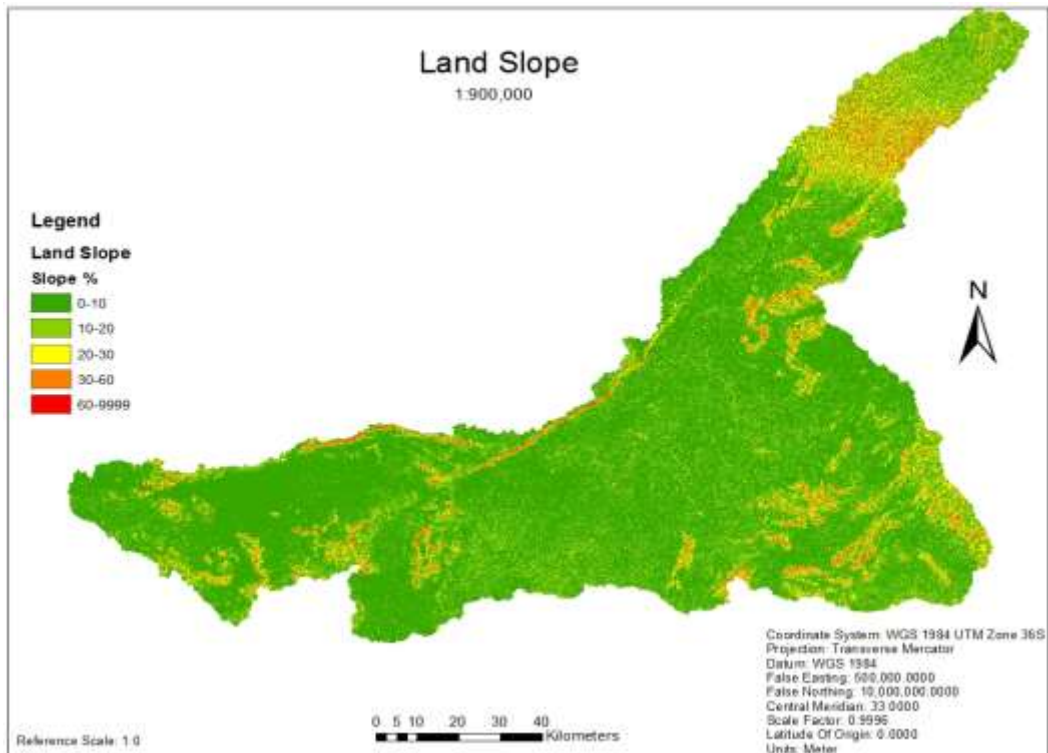 Land Slope
1:900,000
Legend
Land Slope
Slope %
0-10
10-20
20-30
30-60
60-9999
N
Coordinate System: WGS 1984 UTM Zone 36S
Projection: Transverse Mercator
Datum: WGS 1984
False Easting: 500,000.0000
False Northing: 10,000,000.0000
Central Meridian: 33.0000
Scale Factor: 0.9996
Latitude Of Origin: 0.0000
Units: Meter
0 5 10 20 30 40
Kilometers
Reference Scale: 1:0